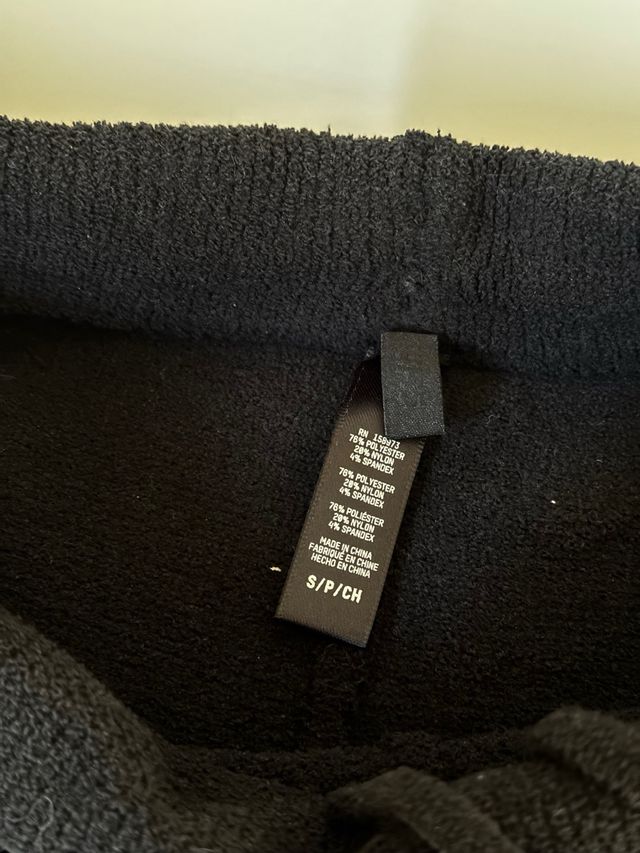 RN 158973
76% POLYESTER
20% NYLON
4% SPANDEX
76% POLYESTER
20% NYLON
4% SPANDEX
76% POLIÉSTER
20% NYLON
4% SPANDEX
MADE IN CHINA
FABRIQUÉ EN CHINE
HECHO EN CHINA
S/P/CH